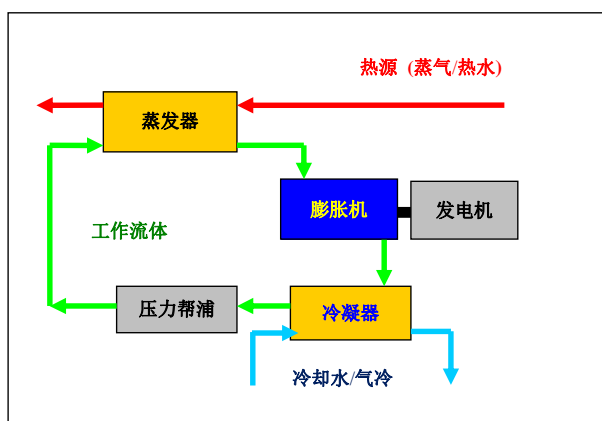 热源 (蒸气/热水)
蒸发器
膨胀机
发电机
工作流体
压力帮浦
冷凝器
冷却水/气冷